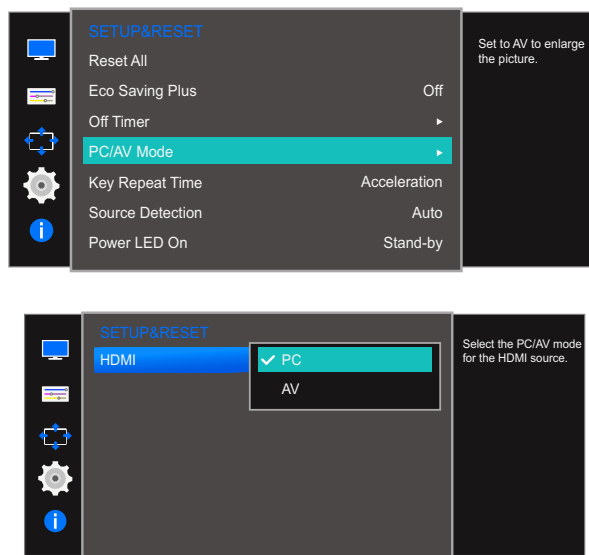 SETUP&RESET
Reset All
Eco Saving Plus Off
Off Timer
PC/AV Mode
Key Repeat Time Acceleration
Source Detection Auto
Power LED On Stand-by
Set to AV to enlarge
the picture.
SETUP&RESET
HDMI
PC
AV
Select the PC/AV mode
for the HDMI source.